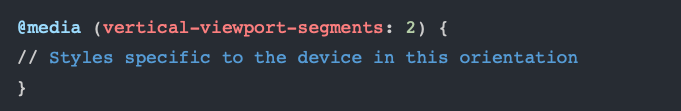 @media (vertical-viewport-segments: 2) {
// Styles specific to the device in this orientation
}